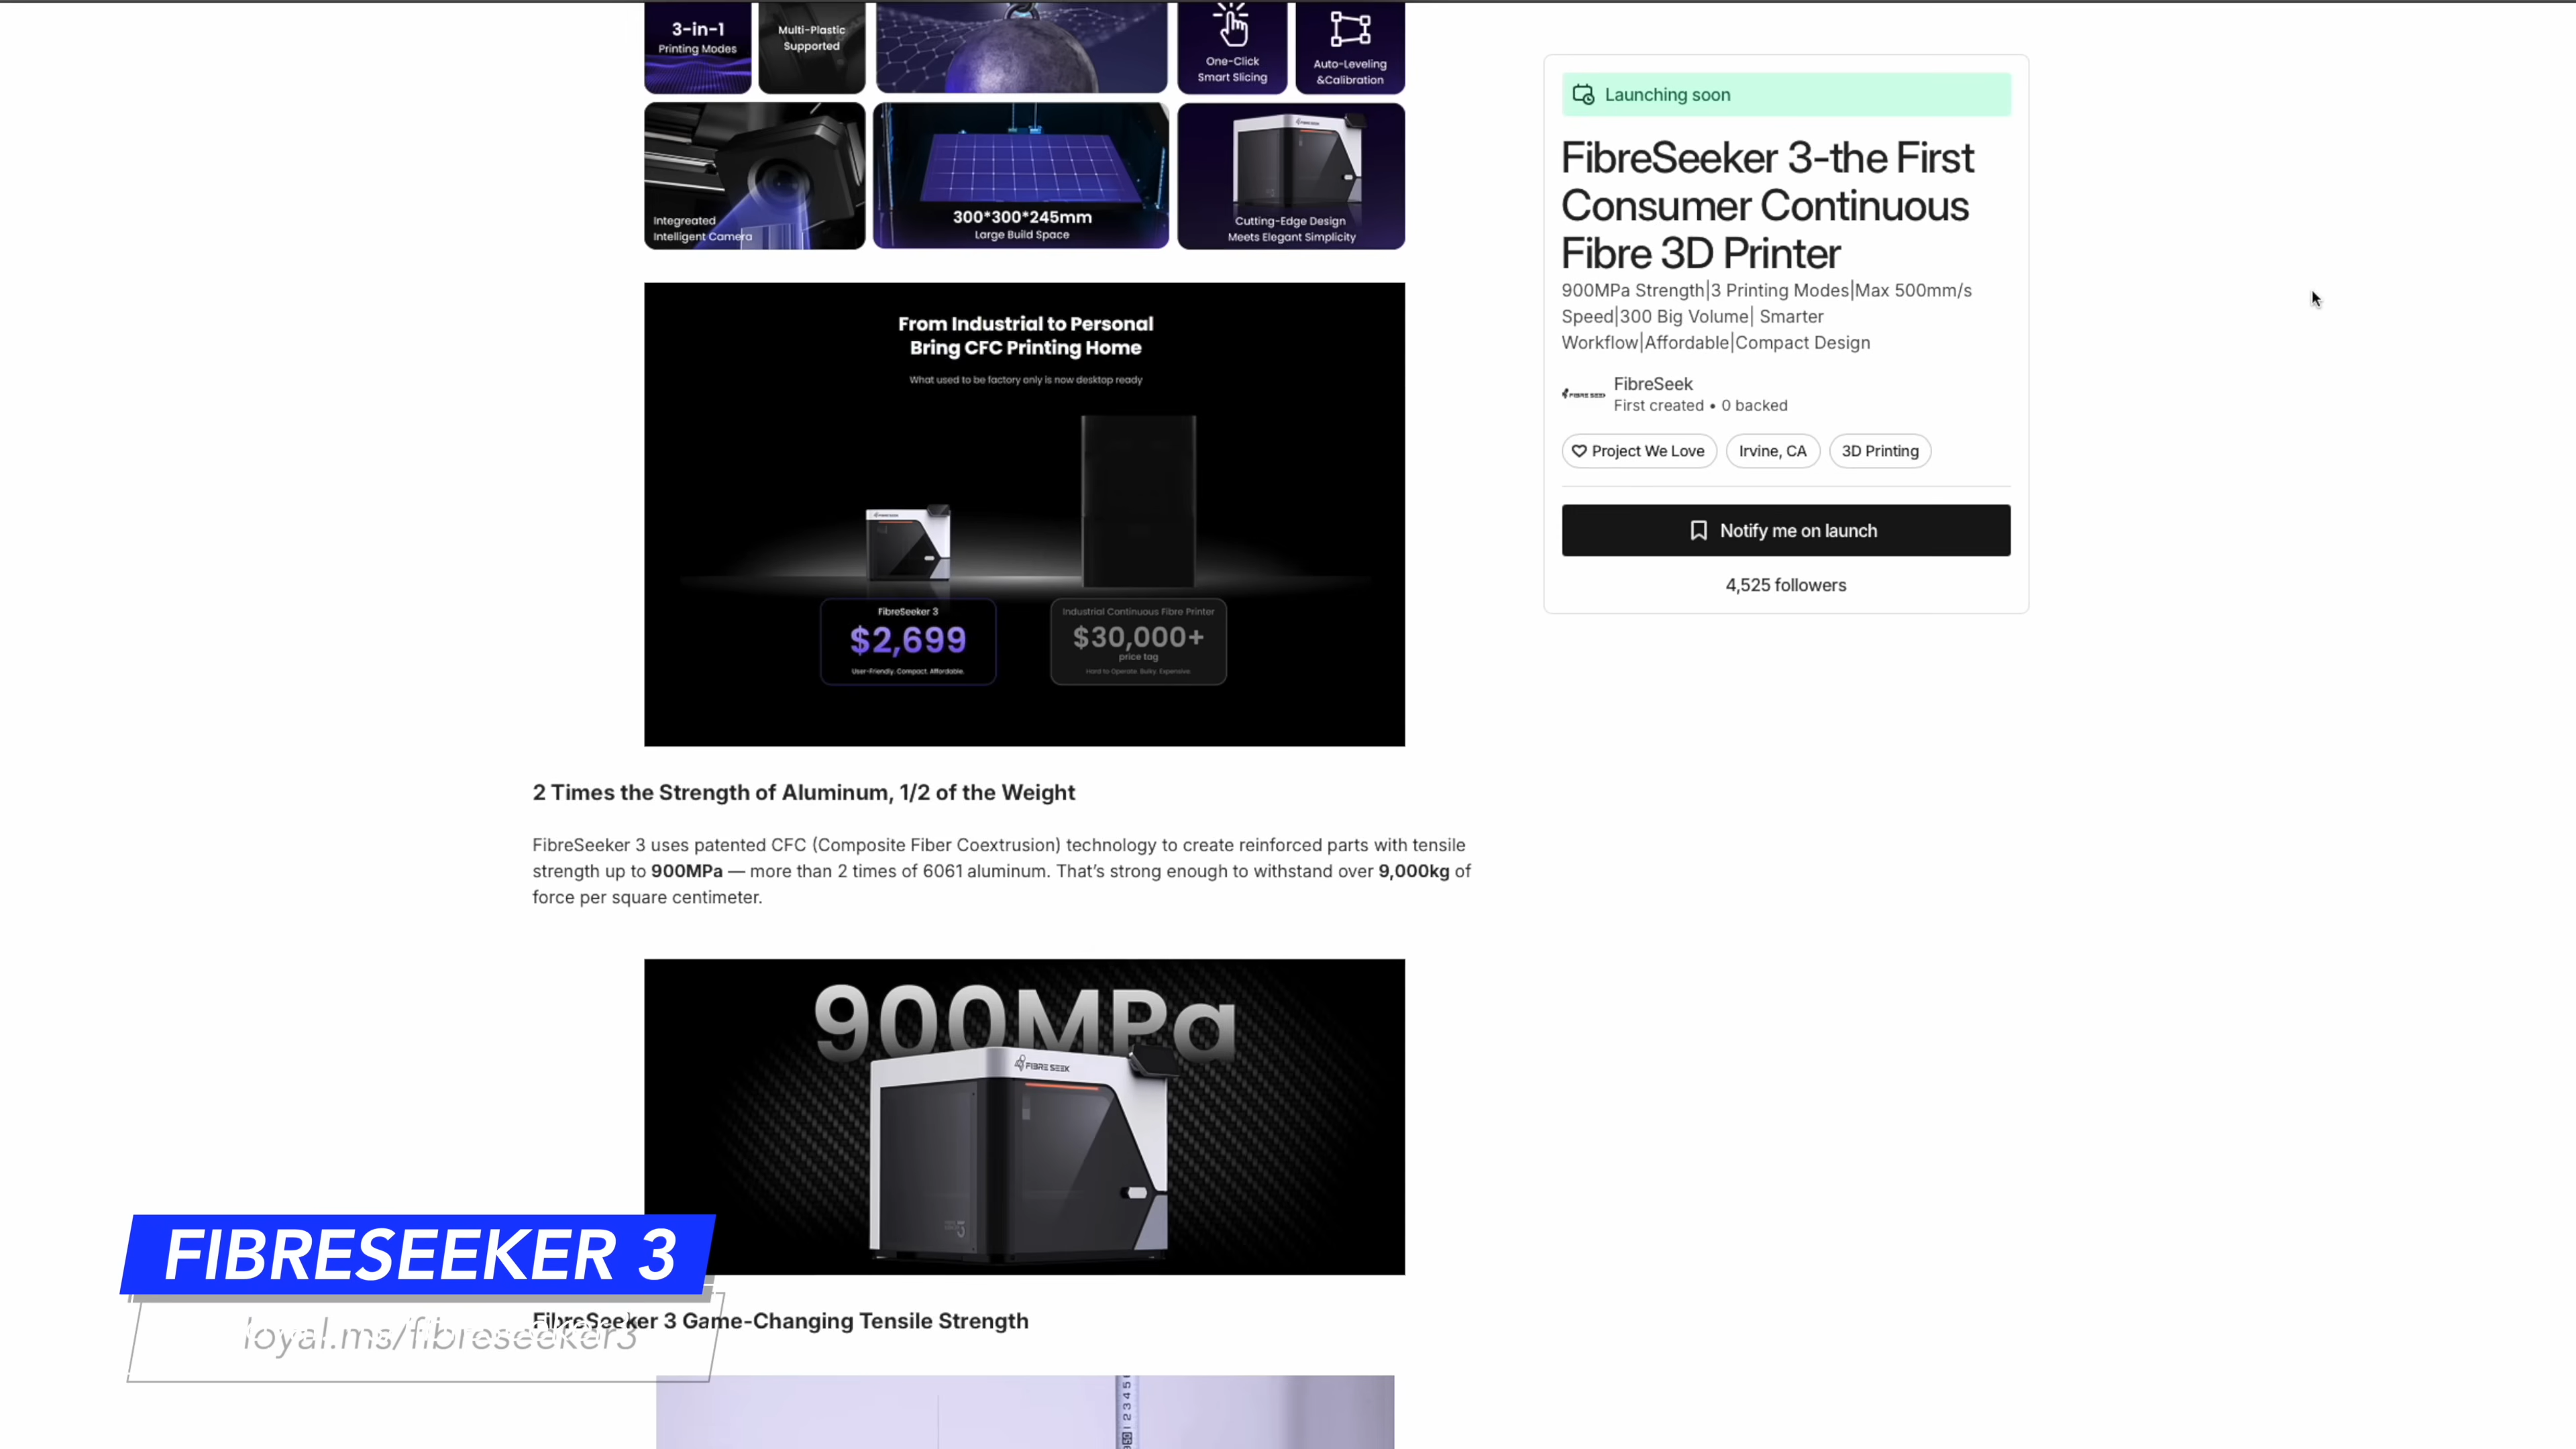 3-in-1
Printing Modes
Multi-Plastic
Supported
One-Click
Smart Slicing
Auto-Leveling
&Calibration
Integreated
Intelligent Camera
300*300*245mm
Large Build Space
Cutting-Edge Design
Meets Elegant Simplicity
From Industrial to Personal
Bring CFC Printing Home
What used to be factory only is now desktop ready
FibreSeeker 3
$2,699
User-Friendly. Compact. Affordable.
Industrial Continuous Fibre Printer
$30,000+
price tag
Hard to Operate. Bulky. Expensive.
2 Times the Strength of Aluminum, 1/2 of the Weight
FibreSeeker 3 uses patented CFC (Composite Fiber Coextrusion) technology to create reinforced parts with tensile
strength up to 900MPa — more than 2 times of 6061 aluminum. That's strong enough to withstand over 9,000kg of
force per square centimeter.
900MPa
FIBRE SEEK
FibreSeeker 3 Game-Changing Tensile Strength
Launching soon
FibreSeeker 3-the First
Consumer Continuous
Fibre 3D Printer
900MPa Strength|3 Printing Modes|Max 500mm/s
Speed|300 Big Volume| Smarter
Workflow|Affordable|Compact Design
FIBRE SEEK
FibreSeek
First created • 0 backed
Project We Love
Irvine, CA
3D Printing
Notify me on launch
4,525 followers
FIBRESEEKER 3
loyal.ms/fibreseeker3